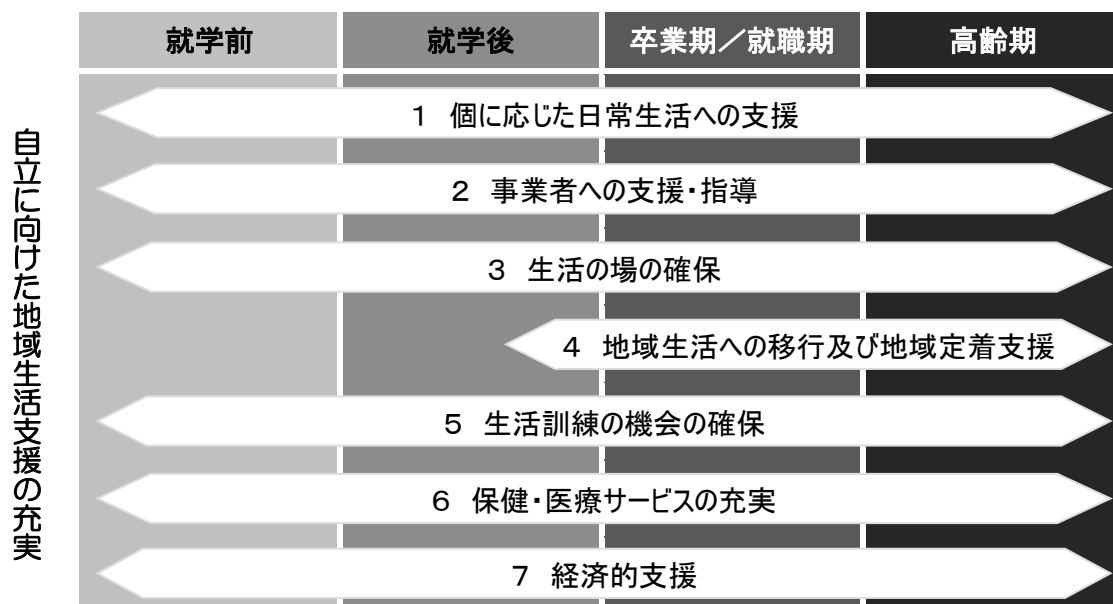 就学前
就学後
卒業期／就職期
高齢期
自立に向けた地域生活支援の充実
１　個に応じた日常生活への支援
２　事業者への支援・指導
３　生活の場の確保
４　地域生活への移行及び地域定着支援
５　生活訓練の機会の確保
６　保健・医療サービスの充実
７　経済的支援